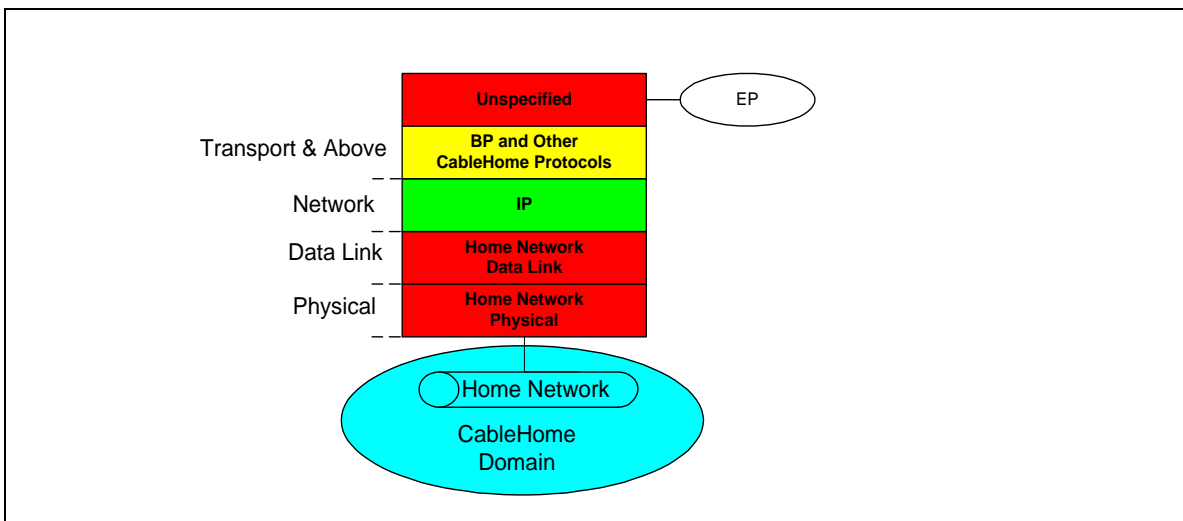 Unspecified
EP
Transport & Above
BP and Other
CableHome Protocols
Network
IP
Data Link
Home Network
Data Link
Physical
Home Network
Physical
Home Network
CableHome
Domain